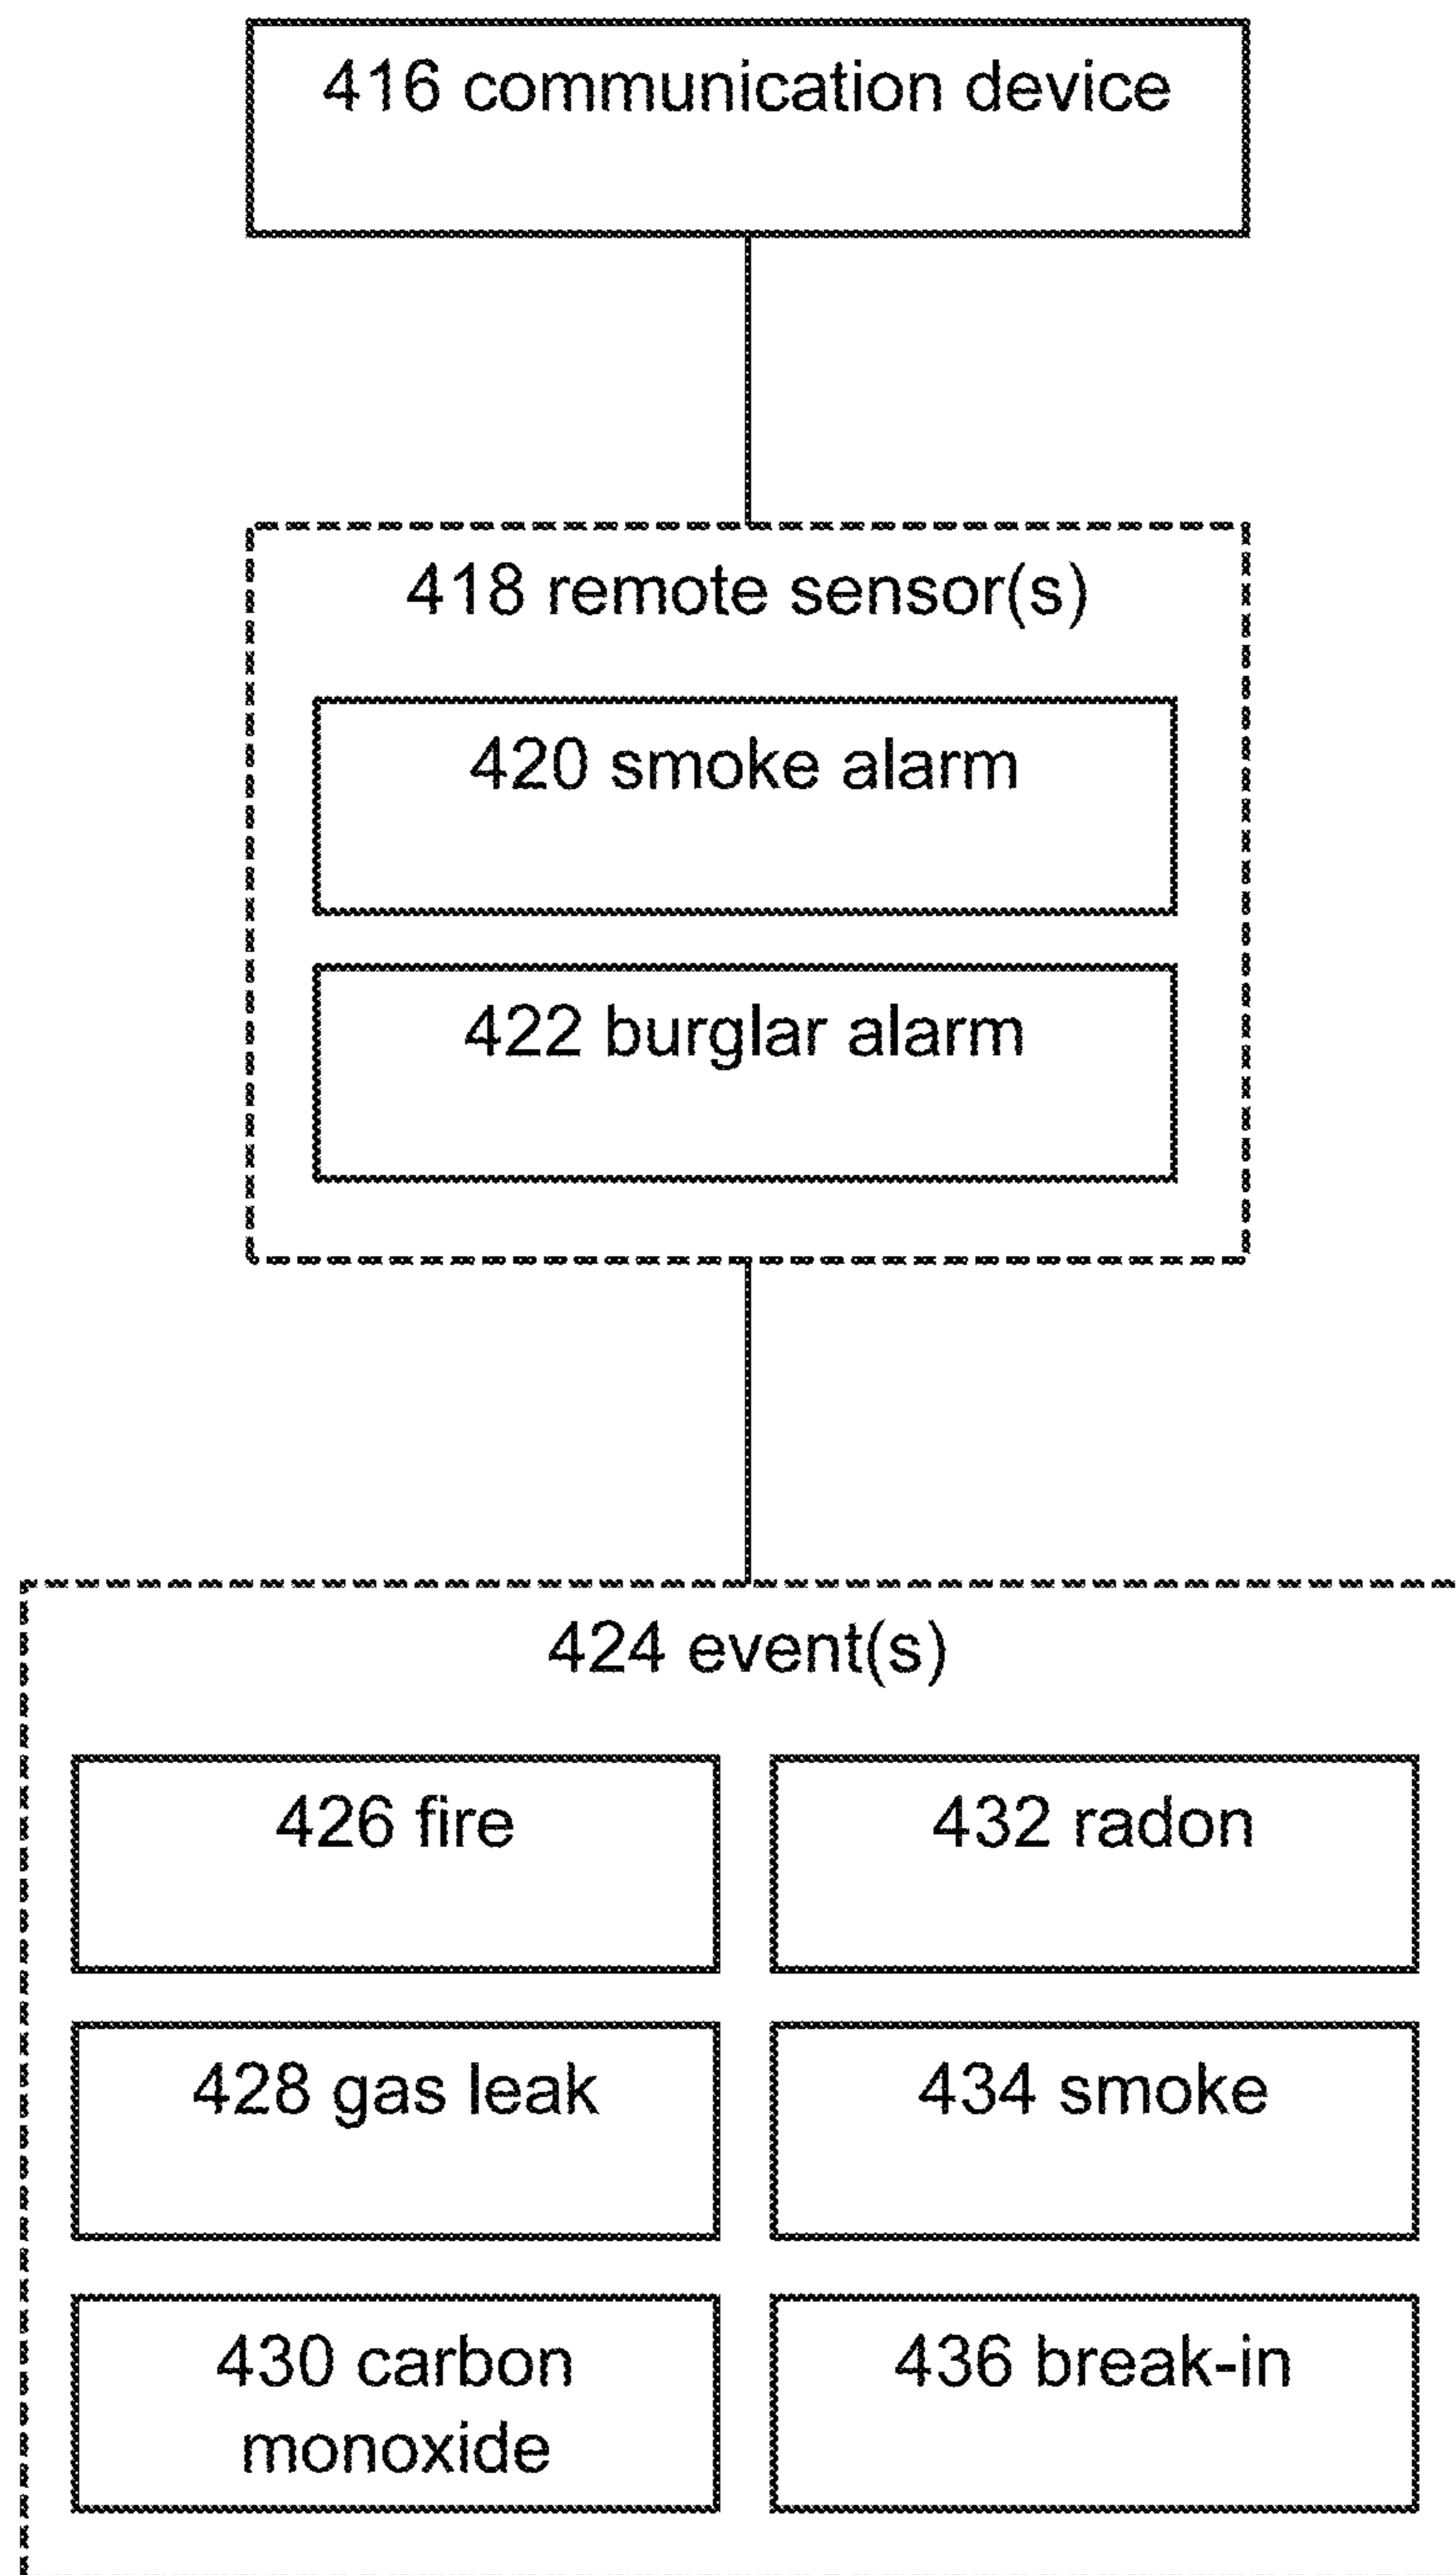 416 communication device
418 remote sensor(s)
420 smoke alarm
422 burglar alarm
424 event(s)
426 fire
432 radon
428 gas leak
434 smoke
430 carbon
monoxide
436 break-in